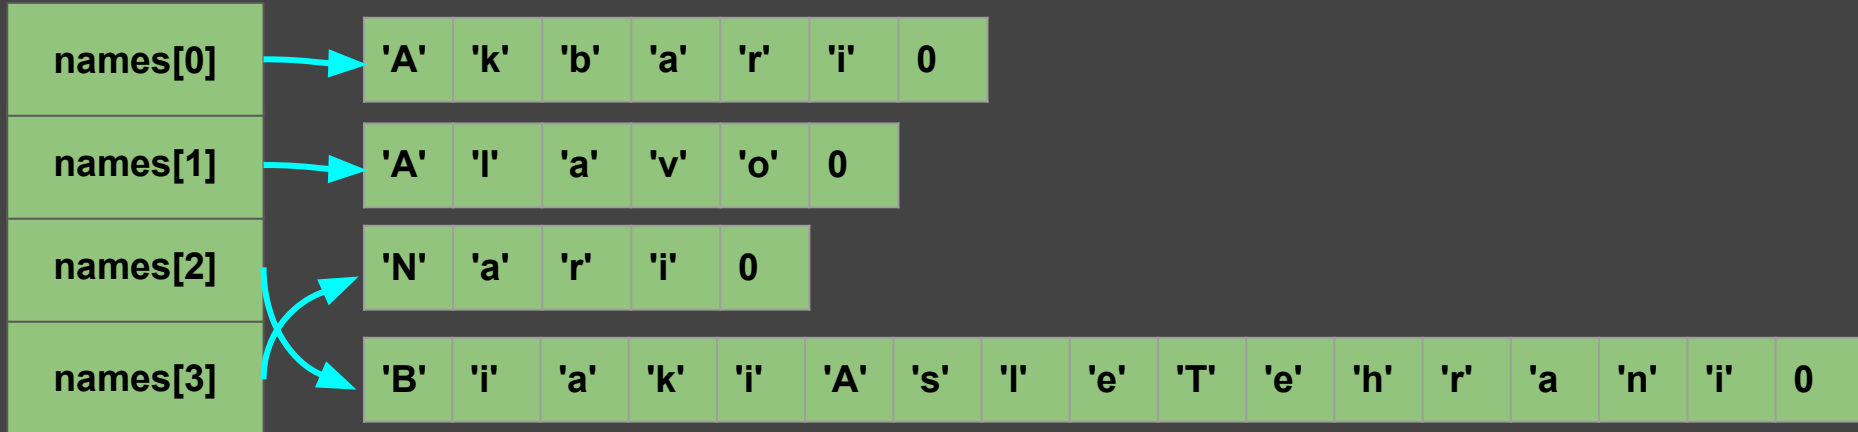 names[0] 'A' 'k' 'b' 'a' 'r' 'i' 0
names[1] 'A' 'l' 'a' 'v' 'o' 0
names[2] 'N' 'a' 'r' 'i' 0
names[3] 'B' 'i' 'a' 'k' 'i' 'A' 's' 'l' 'e' 'T' 'e' 'h' 'r' 'a 'n' 'i' 0